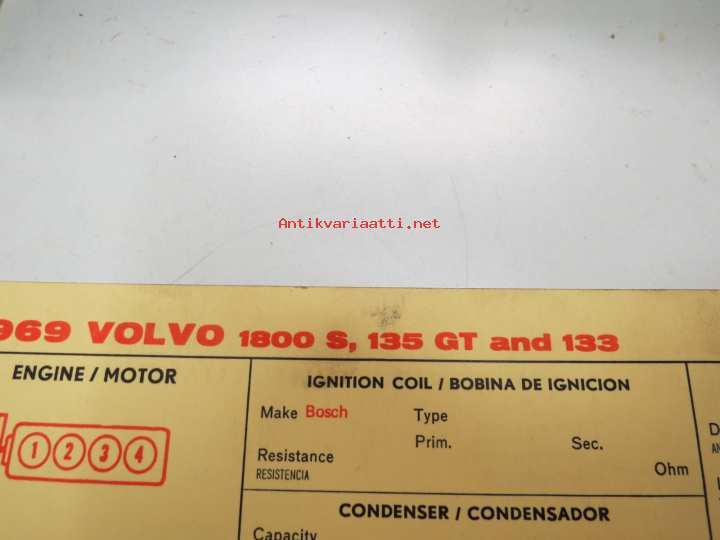 Antikvariaatti.net
969 VOLVO 1800 S, 135 GT and 133
ENGINE / MOTOR
1 2 3 4
IGNITION COIL / BOBINA DE IGNICION
Make Bosch Type
Prim. Sec.
Resistance
RESISTENCIA
Ohm
CONDENSER / CONDENSADOR
Capacity
D
AN